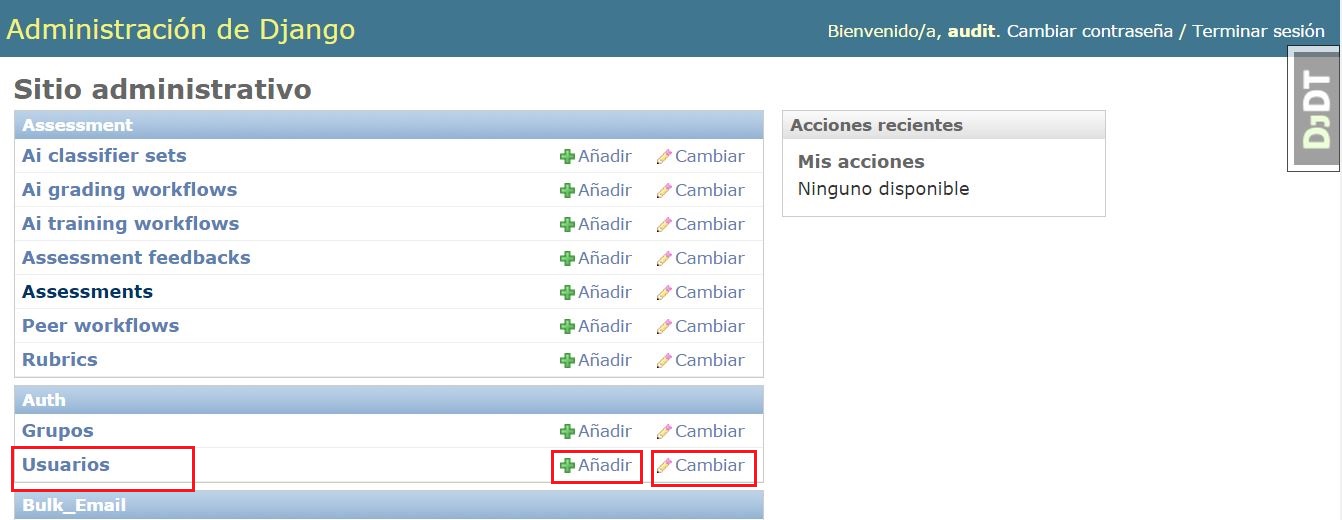 Administración de Django
Bienvenido/a, audit. Cambiar contraseña / Terminar sesión
DjDT
Sitio administrativo
Assessment
Ai classifier sets Añadir Cambiar
Ai grading workflows Añadir Cambiar
Ai training workflows Añadir Cambiar
Assessment feedbacks Añadir Cambiar
Assessments Añadir Cambiar
Peer workflows Añadir Cambiar
Rubrics Añadir Cambiar
Auth
Grupos Añadir Cambiar
Usuarios Añadir Cambiar
Bulk_Email
Acciones recientes
Mis acciones
Ninguno disponible